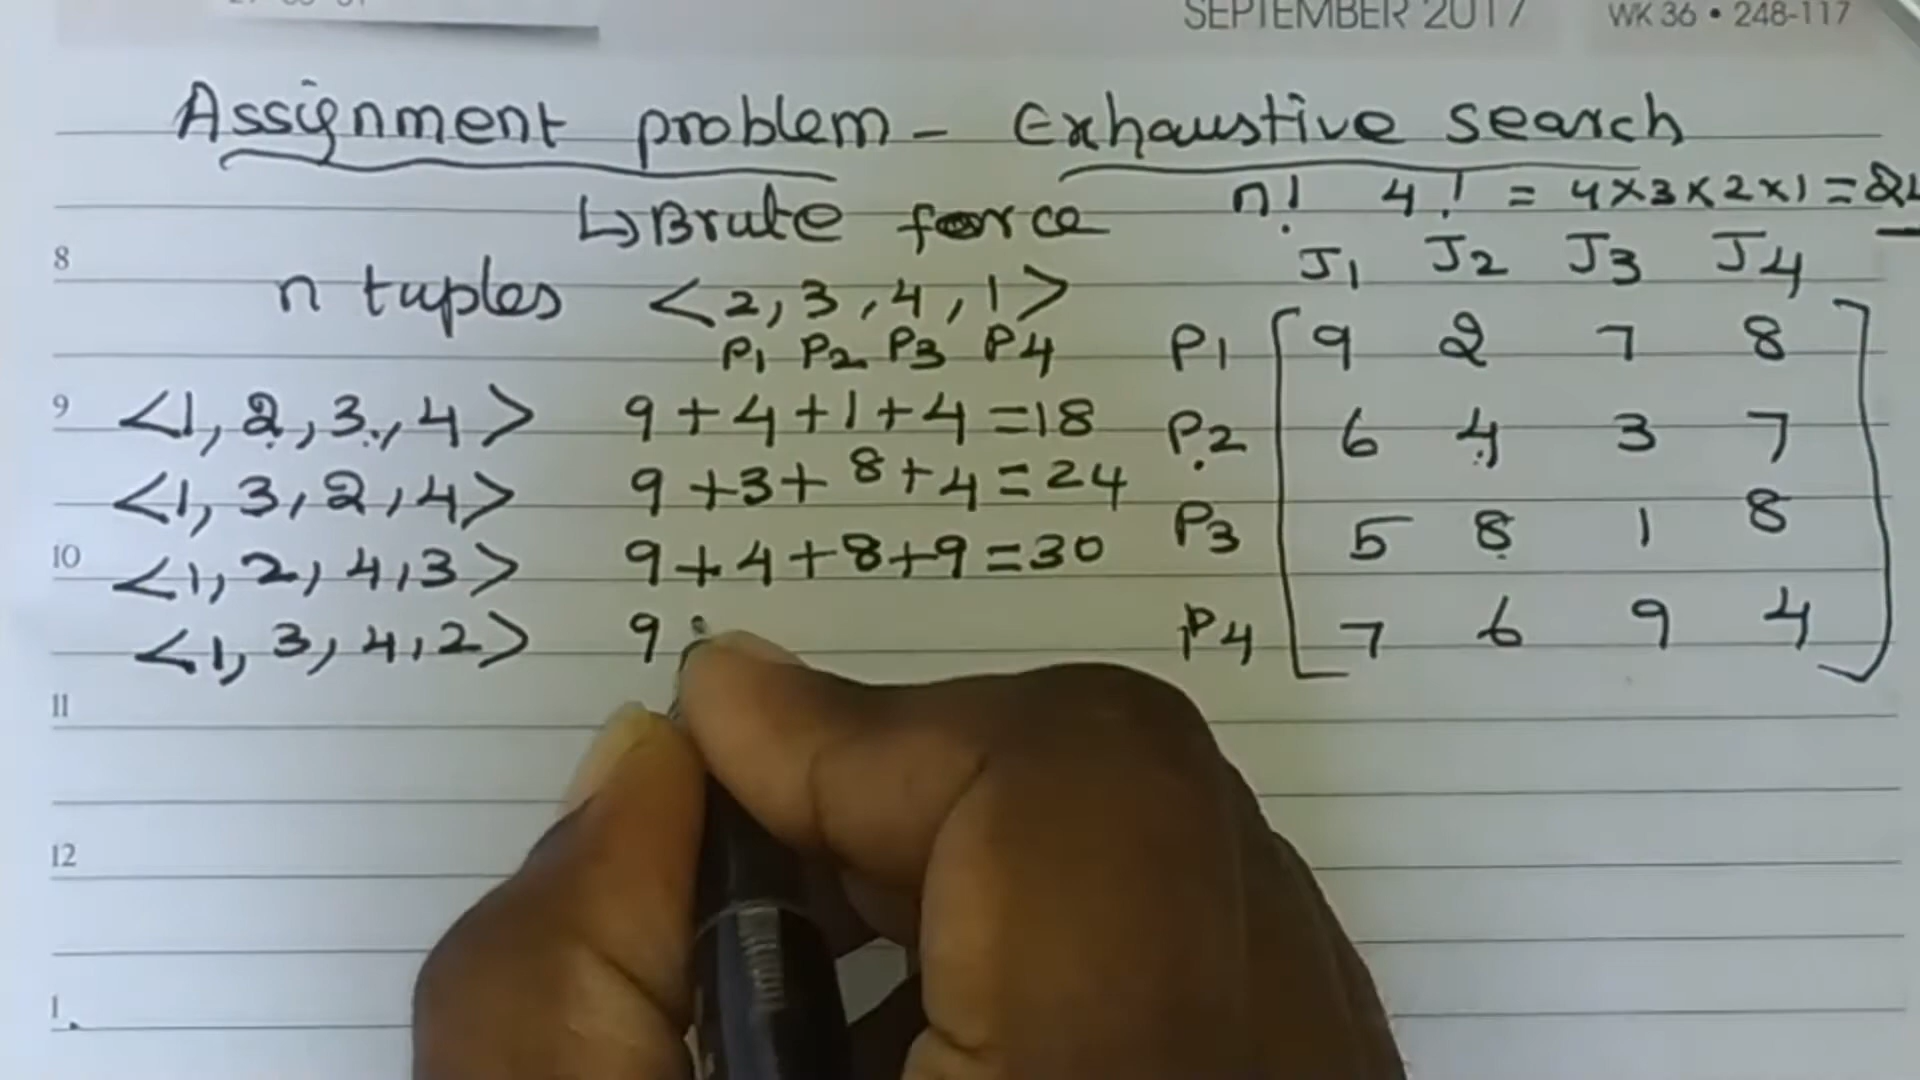 SEPTEMBER 2017 WK 36 • 248-117
Assignment problem - Exhaustive search
↳ Brute force n! 4! = 4×3×2×1 = 24
8 n tuples <2, 3, 4, 1> J1 J2 J3 J4
P1 P2 P3 P4 P1 9 2 7 8
9 <1, 2, 3, 4> 9+4+1+4=18 P2 6 4 3 7
<1, 3, 2, 4> 9+3+8+4=24
10 <1, 2, 4, 3> 9+4+8+9=30 P3 5 8 1 8
<1, 3, 4, 2> 9 P4 7 6 9 4
11
12
1